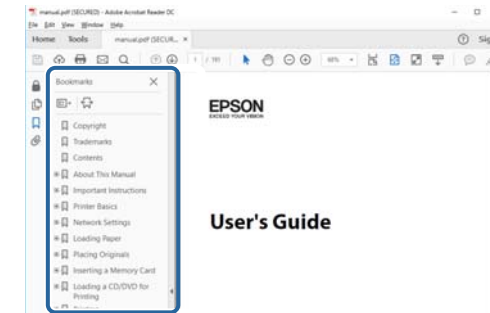 manual.pdf (SECURED) - Adobe Acrobat Reader DC
File Edit View Window Help
Home Tools manual.pdf (SECUR... ×
Bookmarks
Copyright
Trademarks
Contents
About This Manual
Important Instructions
Printer Basics
Network Settings
Loading Paper
Placing Originals
Inserting a Memory Card
Loading a CD/DVD for
Printing
EPSON
EXCEED YOUR VISION
User's Guide